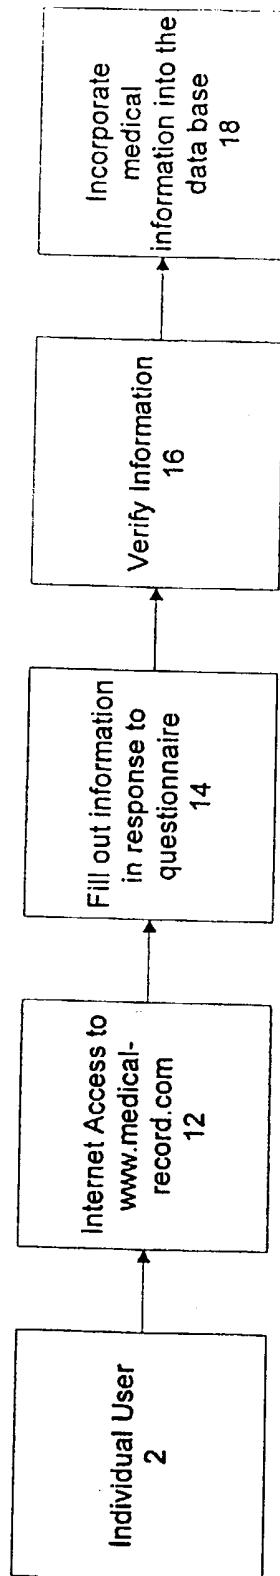 Individual User
2
Internet Access to
www.medical-
record.com
12
Fill out information
in response to
questionnaire
14
Verify Information
16
Incorporate
medical
information into the
data base
18